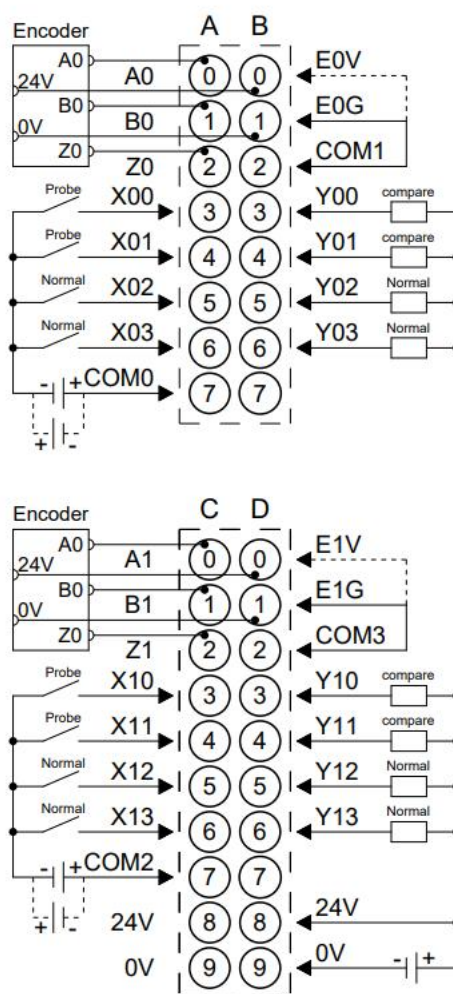 A B
Encoder
A0 A0 0 0 E0V
24V
B0 B0 1 1 E0G
0V
Z0 Z0 2 2 COM1
Probe X00 3 3 Y00 compare
Probe X01 4 4 Y01 compare
Normal X02 5 5 Y02 Normal
Normal X03 6 6 Y03 Normal
- + COM0 7 7
+ -
C D
Encoder
A0 A1 0 0 E1V
24V
B0 B1 1 1 E1G
0V
Z0 Z1 2 2 COM3
Probe X10 3 3 Y10 compare
Probe X11 4 4 Y11 compare
Normal X12 5 5 Y12 Normal
Normal X13 6 6 Y13 Normal
- + COM2 7 7
+ -
24V 8 8 24V
0V 9 9 0V - +